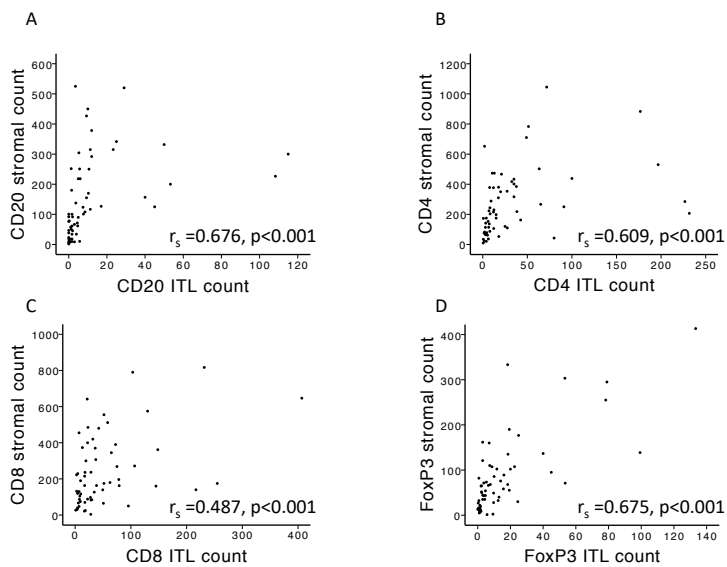 A
B
CD20 stromal count
600
500
400
300
200
100
0
r_s =0.676, p<0.001
0 20 40 60 80 100 120
CD20 ITL count
CD4 stromal count
1200
1000
800
600
400
200
0
r_s =0.609, p<0.001
0 50 100 150 200 250
CD4 ITL count
C
D
CD8 stromal count
1000
800
600
400
200
0
r_s =0.487, p<0.001
0 100 200 300 400
CD8 ITL count
FoxP3 stromal count
400
300
200
100
0
r_s =0.675, p<0.001
0 20 40 60 80 100 120 140
FoxP3 ITL count